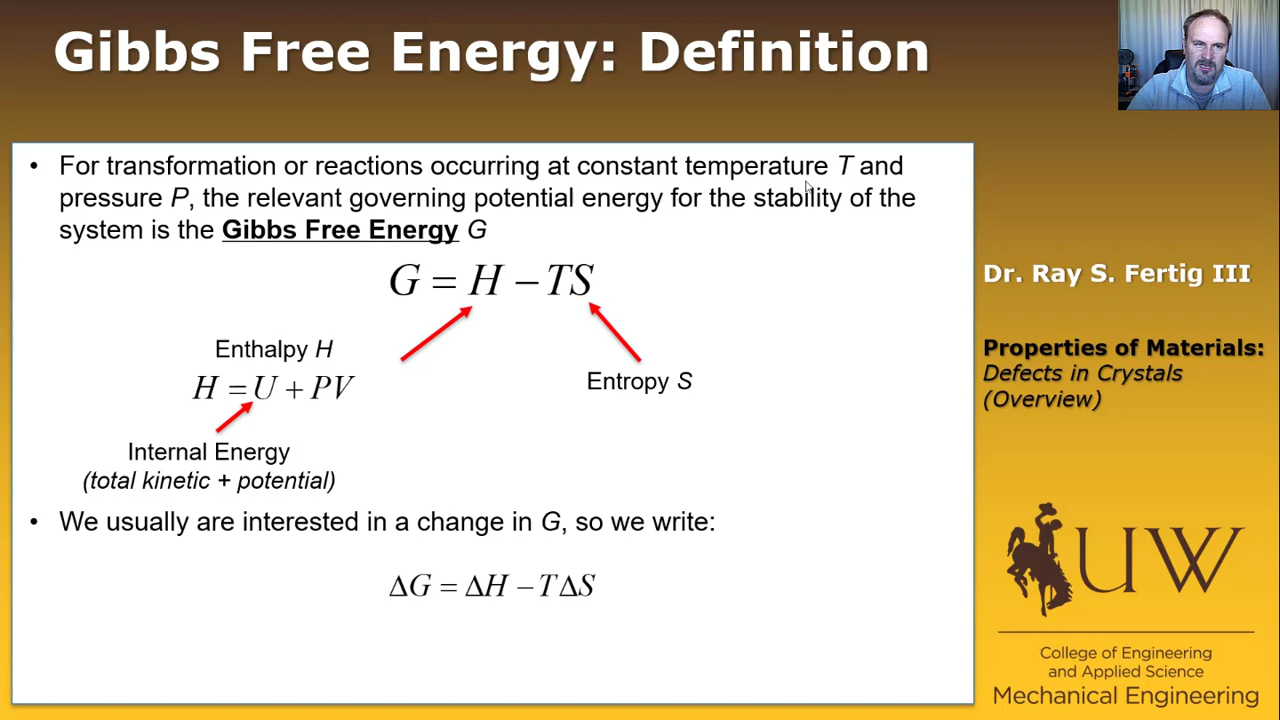 Gibbs Free Energy: Definition
• For transformation or reactions occurring at constant temperature T and
pressure P, the relevant governing potential energy for the stability of the
system is the Gibbs Free Energy G
G = H − TS
Enthalpy H
H = U + PV
Entropy S
Internal Energy
(total kinetic + potential)
• We usually are interested in a change in G, so we write:
ΔG = ΔH − TΔS
Dr. Ray S. Fertig III
Properties of Materials:
Defects in Crystals
(Overview)
UW
College of Engineering
and Applied Science
Mechanical Engineering